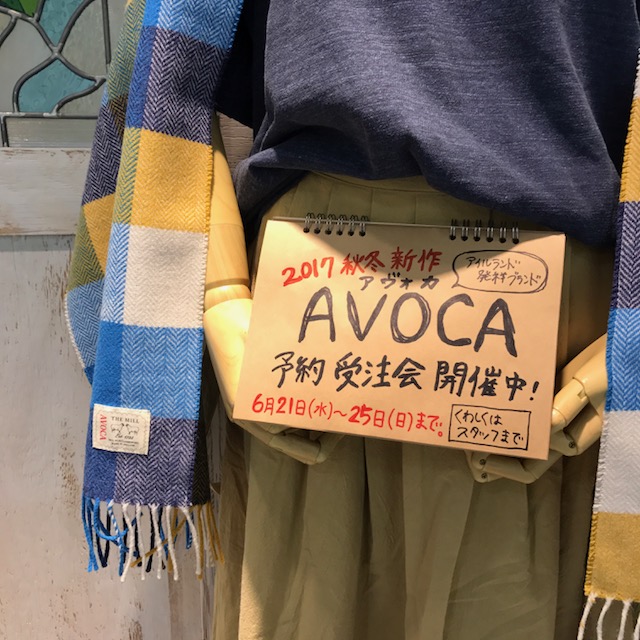 2017 秋冬 新作
アイルランド
発ネギブランド
アヴォカ
AVOCA
予約 受注会 開催中!
6月21日(水)~25日(日)まで。
くわしくは
スタッフまで
THE MILL
AVOCA